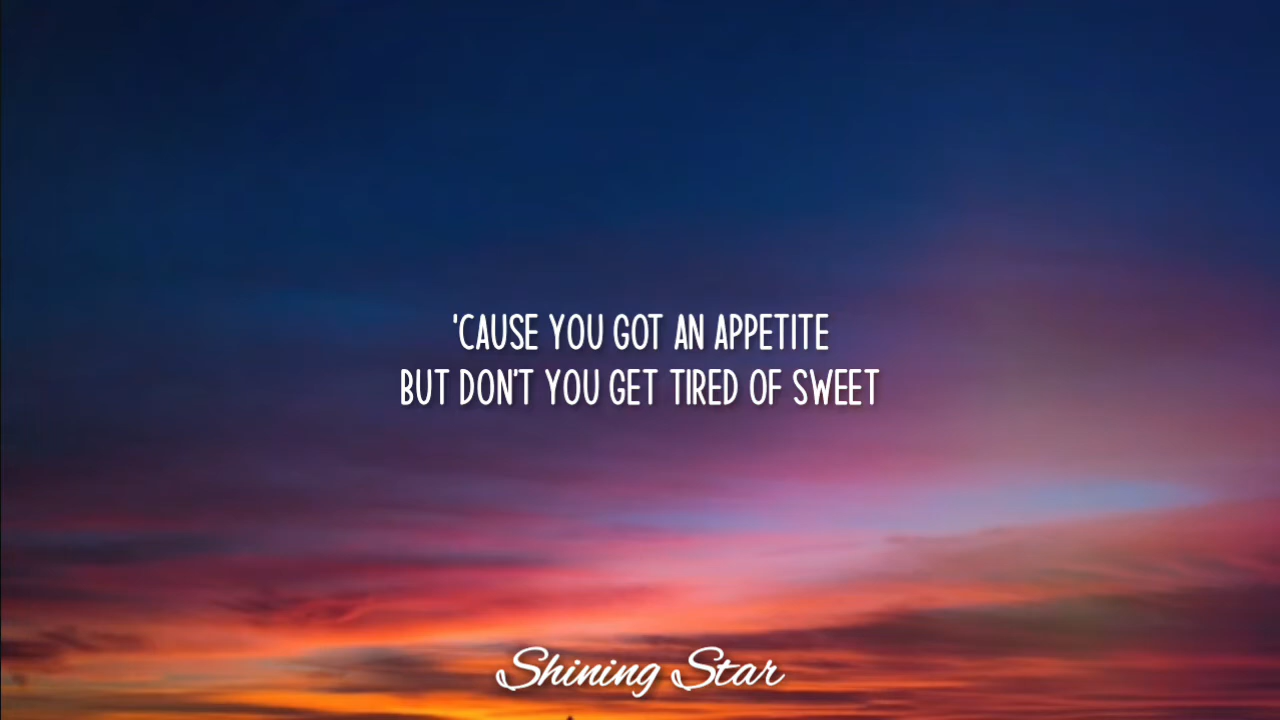 'CAUSE YOU GOT AN APPETITE
BUT DON'T YOU GET TIRED OF SWEET
Shining Star